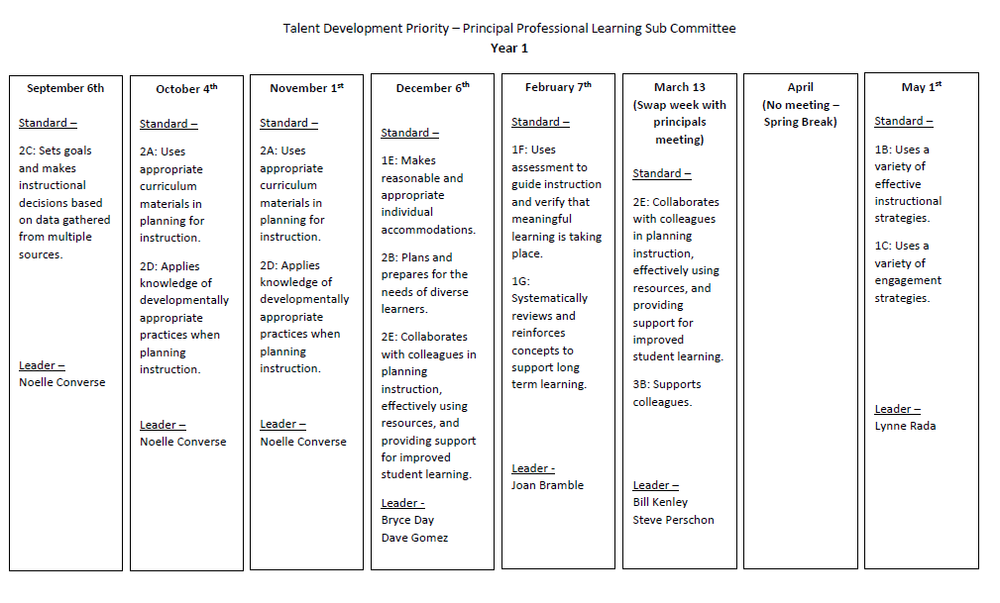 Talent Development Priority – Principal Professional Learning Sub Committee
Year 1
September 6th
Standard –
2C: Sets goals
and makes
instructional
decisions based
on data gathered
from multiple
sources.
Leader –
Noelle Converse
October 4th
Standard –
2A: Uses
appropriate
curriculum
materials in
planning for
instruction.
2D: Applies
knowledge of
developmentally
appropriate
practices when
planning
instruction.
Leader –
Noelle Converse
November 1st
Standard –
2A: Uses
appropriate
curriculum
materials in
planning for
instruction.
2D: Applies
knowledge of
developmentally
appropriate
practices when
planning
instruction.
Leader –
Noelle Converse
December 6th
Standard –
1E: Makes
reasonable and
appropriate
individual
accommodations.
2B: Plans and
prepares for the
needs of diverse
learners.
2E: Collaborates
with colleagues in
planning
instruction,
effectively using
resources, and
providing support
for improved
student learning.
Leader -
Bryce Day
Dave Gomez
February 7th
Standard –
1F: Uses
assessment to
guide instruction
and verify that
meaningful
learning is taking
place.
1G:
Systematically
reviews and
reinforces
concepts to
support long
term learning.
Leader -
Joan Bramble
March 13
(Swap week with
principals
meeting)
Standard –
2E: Collaborates
with colleagues
in planning
instruction,
effectively using
resources, and
providing
support for
improved
student learning.
3B: Supports
colleagues.
Leader –
Bill Kenley
Steve Perschon
April
(No meeting –
Spring Break)
May 1st
Standard –
1B: Uses a
variety of
effective
instructional
strategies.
1C: Uses a
variety of
engagement
strategies.
Leader –
Lynne Rada